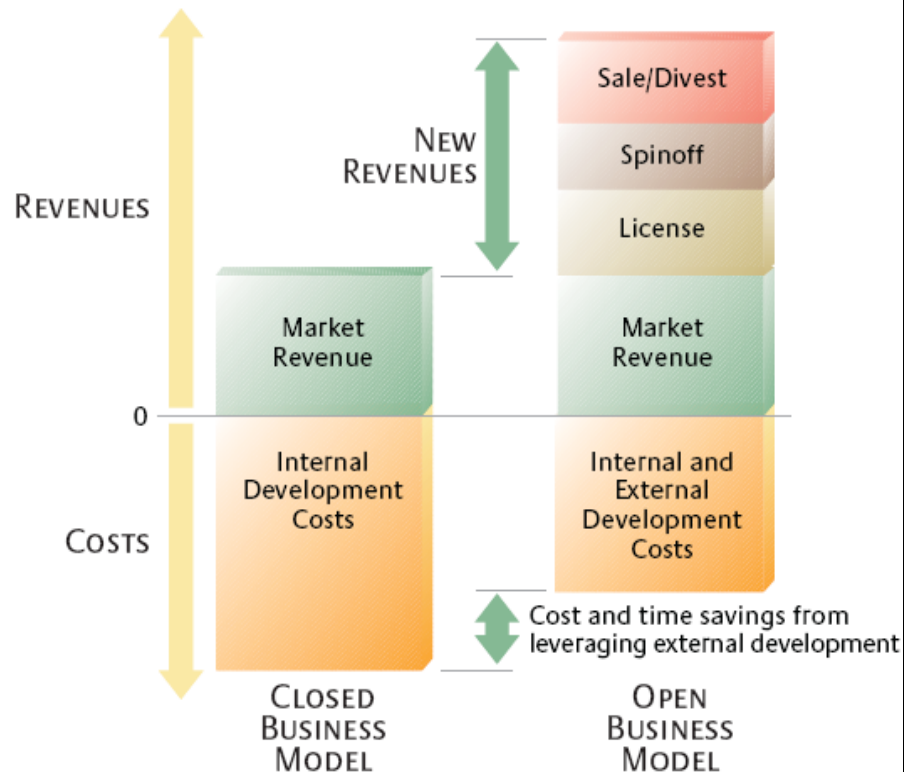 REVENUES
0
COSTS
Market
Revenue
Internal
Development
Costs
CLOSED
BUSINESS
MODEL
NEW
REVENUES
Sale/Divest
Spinoff
License
Market
Revenue
Internal and
External
Development
Costs
Cost and time savings from
leveraging external development
OPEN
BUSINESS
MODEL